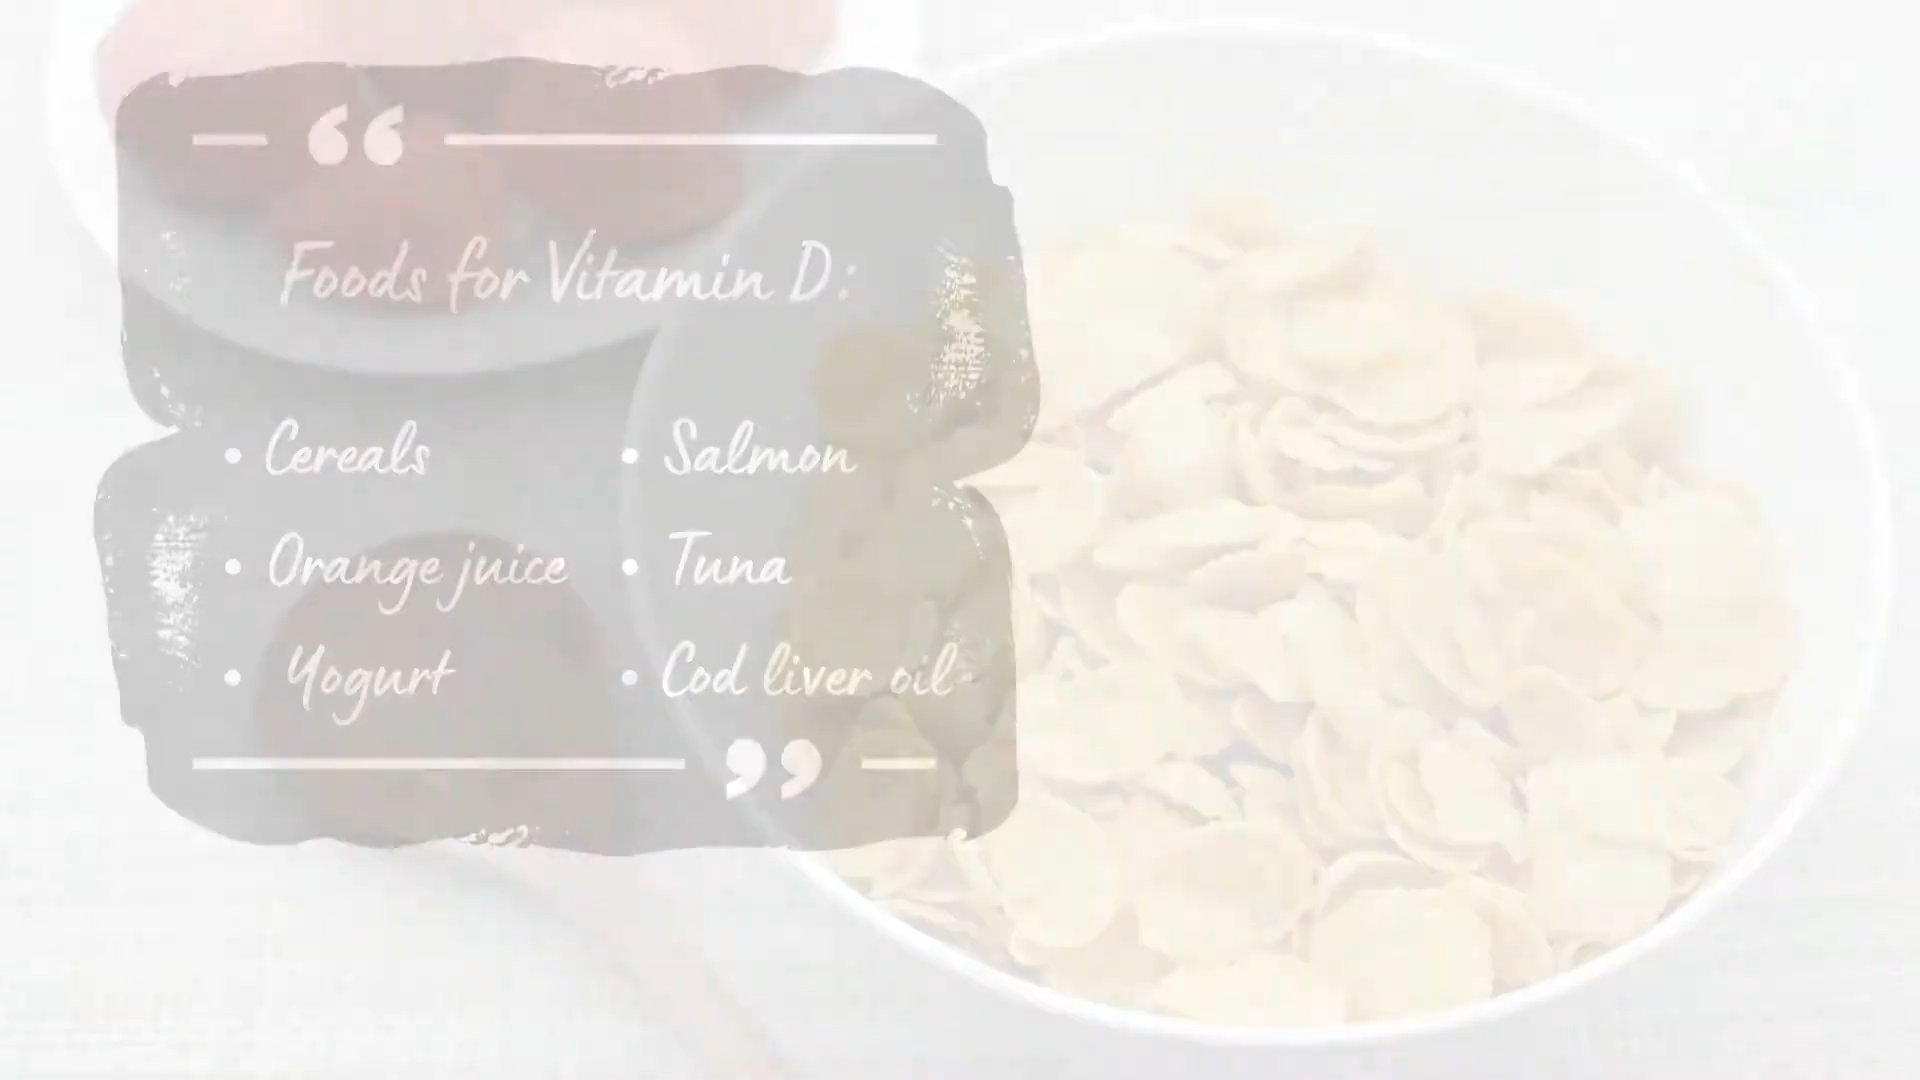 “
Foods for Vitamin D:
• Cereals
• Orange juice
• Yogurt
• Salmon
• Tuna
• Cod liver oil
”